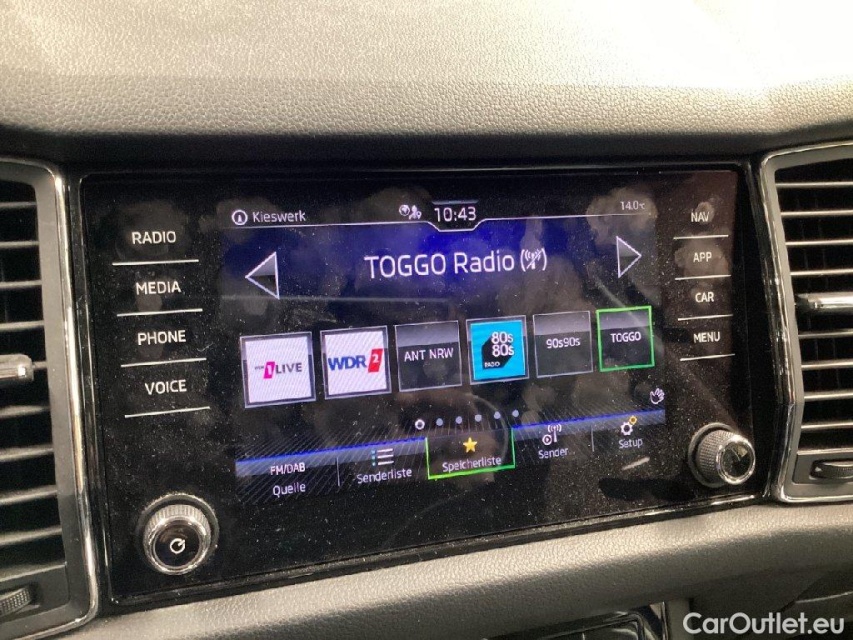 Kieswerk 10:43 14.0°C
RADIO
MEDIA
PHONE
VOICE
TOGGO Radio
1LIVE
WDR 2
ANT NRW
80s
80s
RADIO
90s90s
TOGGO
FM/DAB
Quelle
Senderliste
Speicherliste
Sender
Setup
NAV
APP
CAR
MENU
CarOutlet.eu